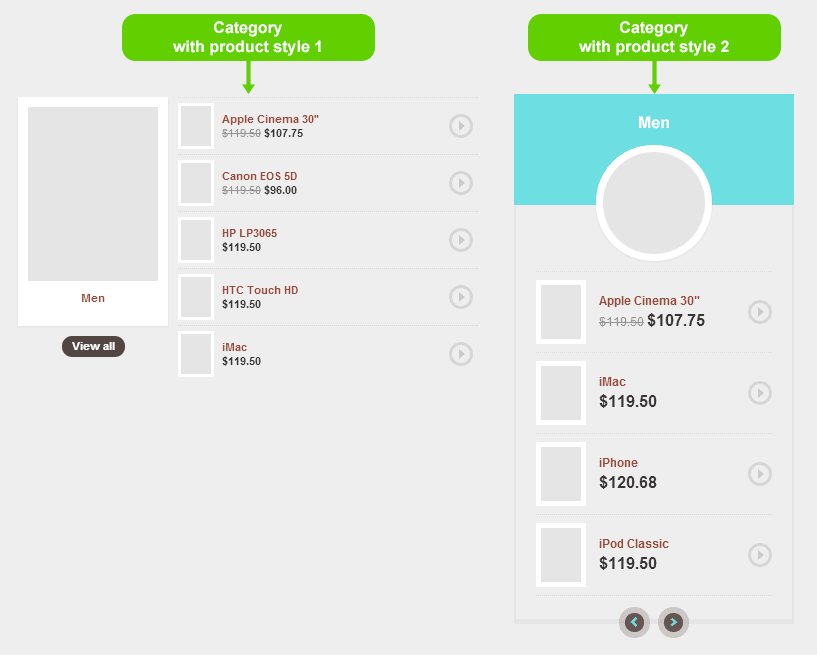 Category
with product style 1
Apple Cinema 30"
$119.50 $107.75
Canon EOS 5D
$119.50 $96.00
HP LP3065
$119.50
HTC Touch HD
$119.50
iMac
$119.50
Men
View all
Category
with product style 2
Men
Apple Cinema 30"
$119.50 $107.75
iMac
$119.50
iPhone
$120.68
iPod Classic
$119.50